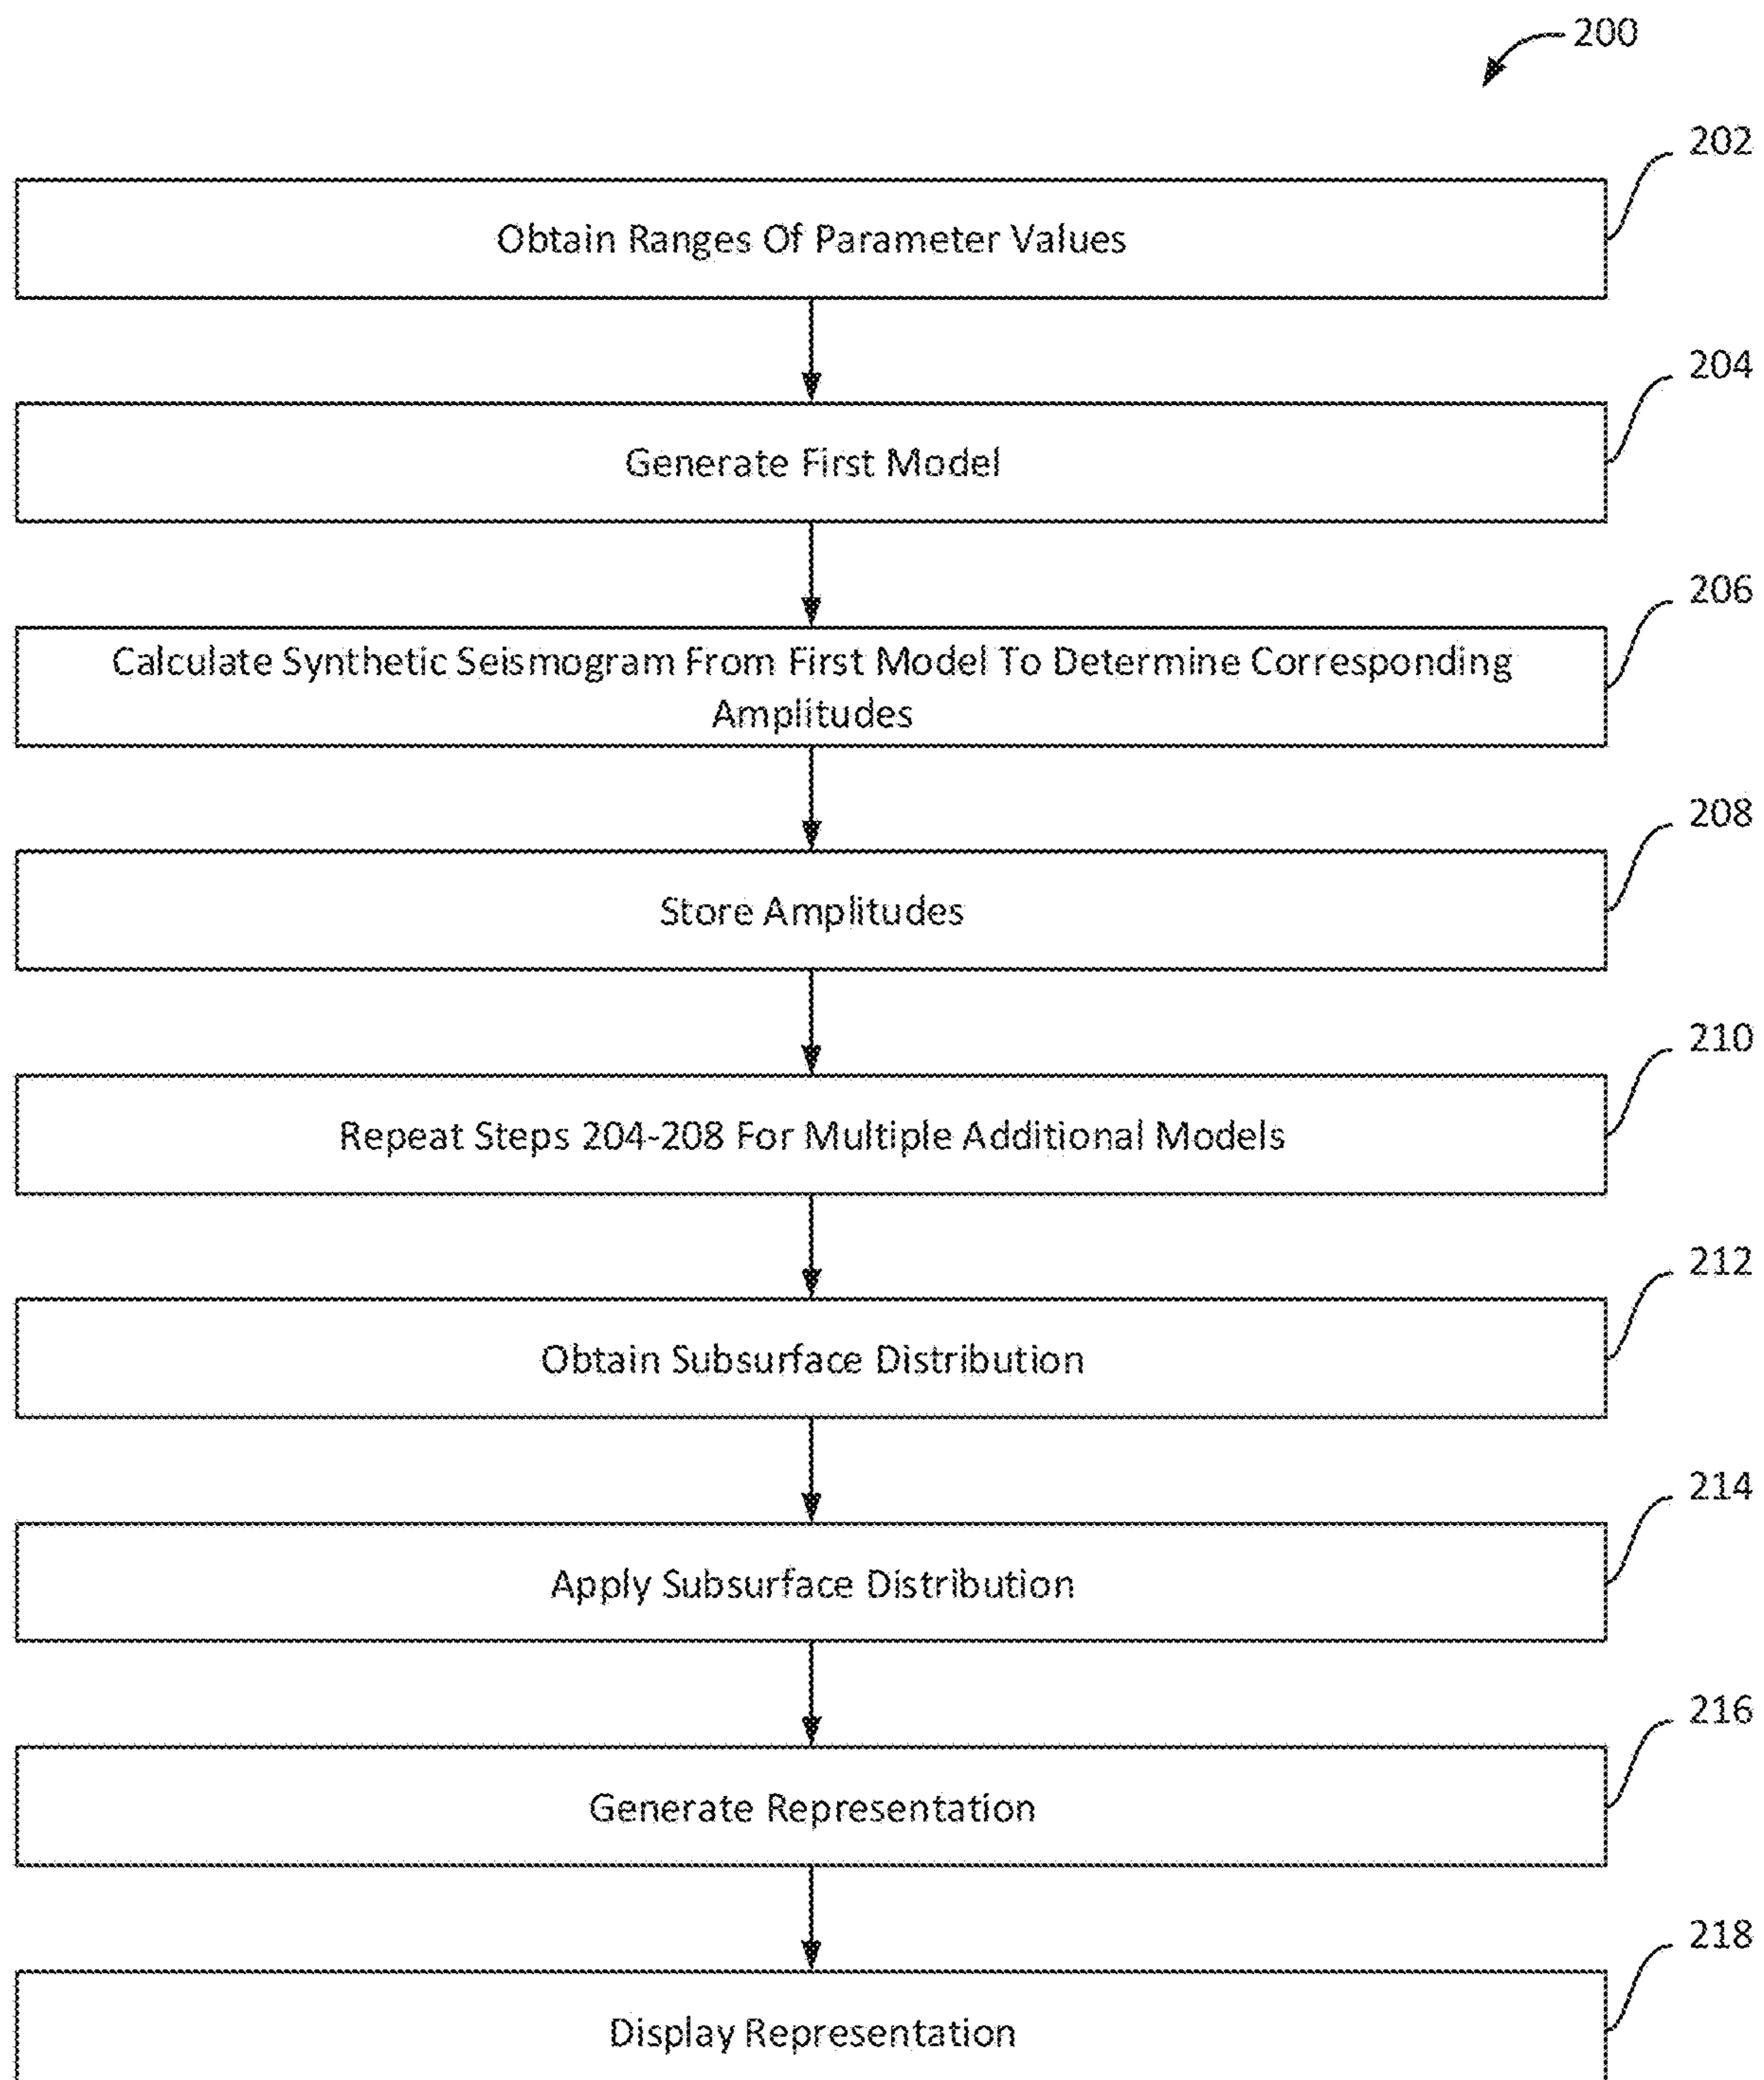 200
202
Obtain Ranges Of Parameter Values
204
Generate First Model
206
Calculate Synthetic Seismogram From First Model To Determine Corresponding
Amplitudes
208
Store Amplitudes
210
Repeat Steps 204-208 For Multiple Additional Models
212
Obtain Subsurface Distribution
214
Apply Subsurface Distribution
216
Generate Representation
218
Display Representation